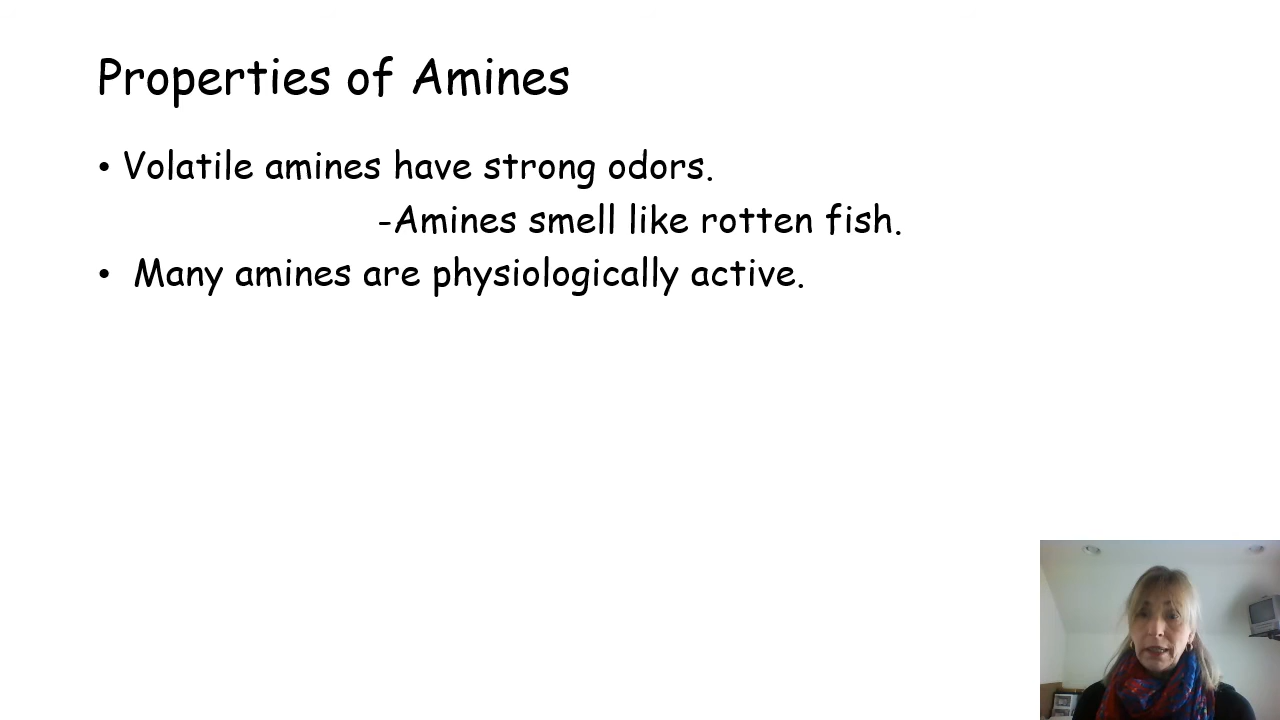 Properties of Amines
• Volatile amines have strong odors.
-Amines smell like rotten fish.
• Many amines are physiologically active.